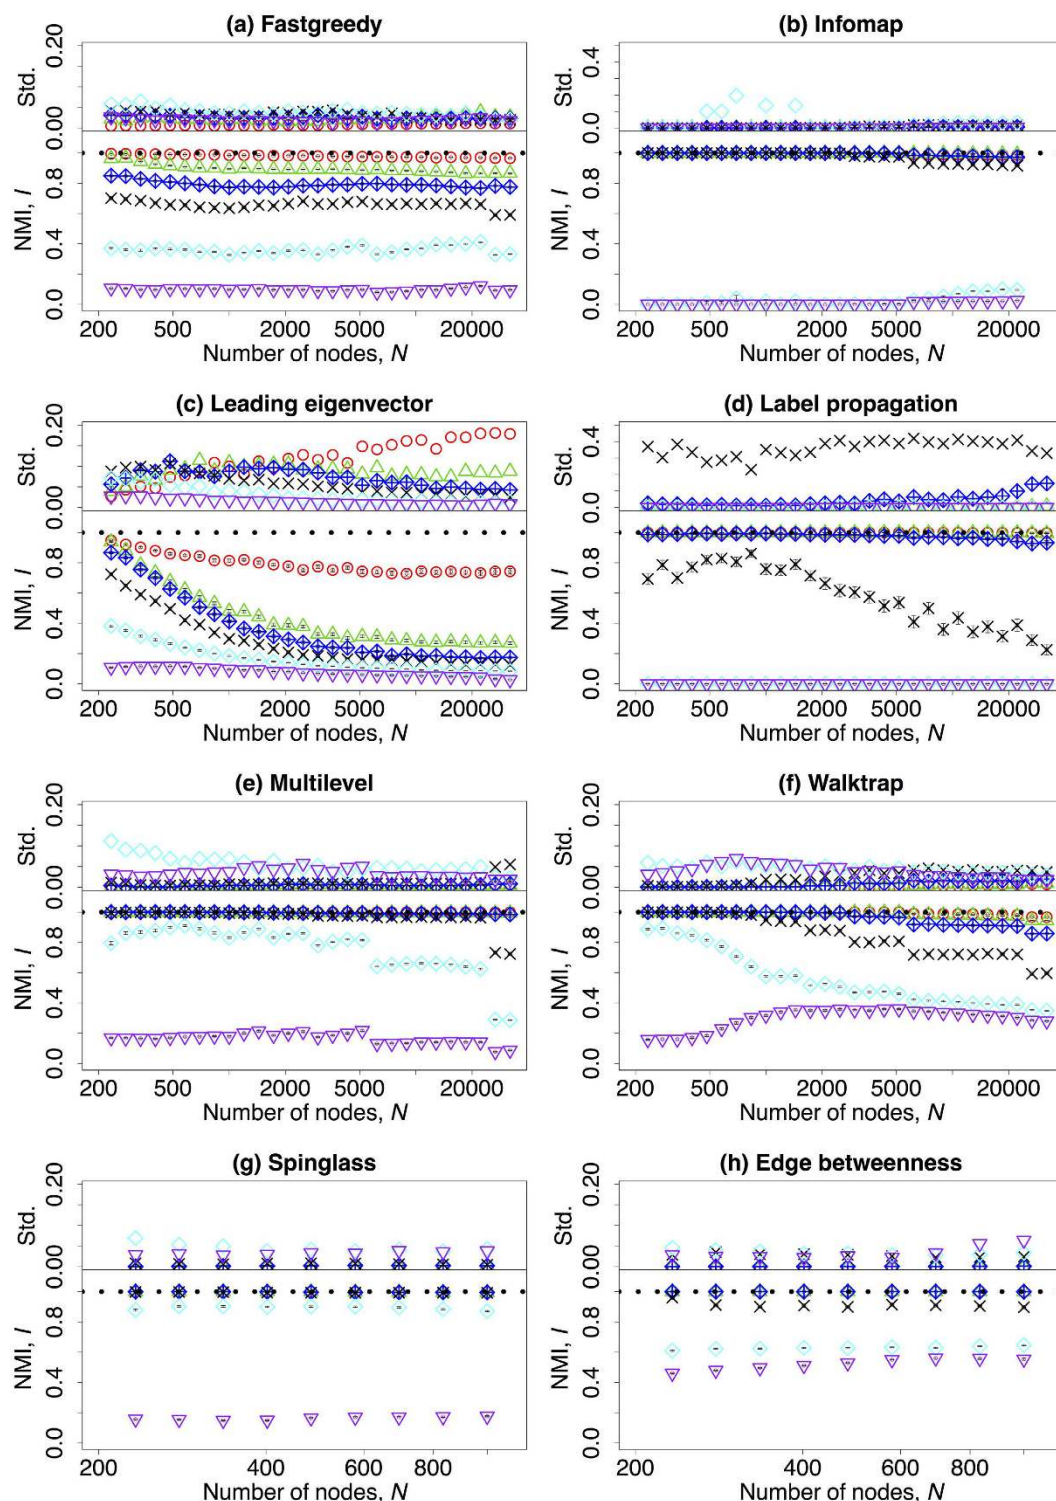 (a) Fastgreedy
Std.
0.00 0.20
NMI, I
0.0 0.4 0.8
200 500 2000 5000 20000
Number of nodes, N
(b) Infomap
Std.
0.0 0.4
NMI, I
0.0 0.4 0.8
200 500 2000 5000 20000
Number of nodes, N
(c) Leading eigenvector
Std.
0.00 0.20
NMI, I
0.0 0.4 0.8
200 500 2000 5000 20000
Number of nodes, N
(d) Label propagation
Std.
0.0 0.4
NMI, I
0.0 0.4 0.8
200 500 2000 5000 20000
Number of nodes, N
(e) Multilevel
Std.
0.00 0.20
NMI, I
0.0 0.4 0.8
200 500 2000 5000 20000
Number of nodes, N
(f) Walktrap
Std.
0.00 0.20
NMI, I
0.0 0.4 0.8
200 500 2000 5000 20000
Number of nodes, N
(g) Spinglass
Std.
0.00 0.20
NMI, I
0.0 0.4 0.8
200 400 600 800
Number of nodes, N
(h) Edge betweenness
Std.
0.00 0.20
NMI, I
0.0 0.4 0.8
200 400 600 800
Number of nodes, N